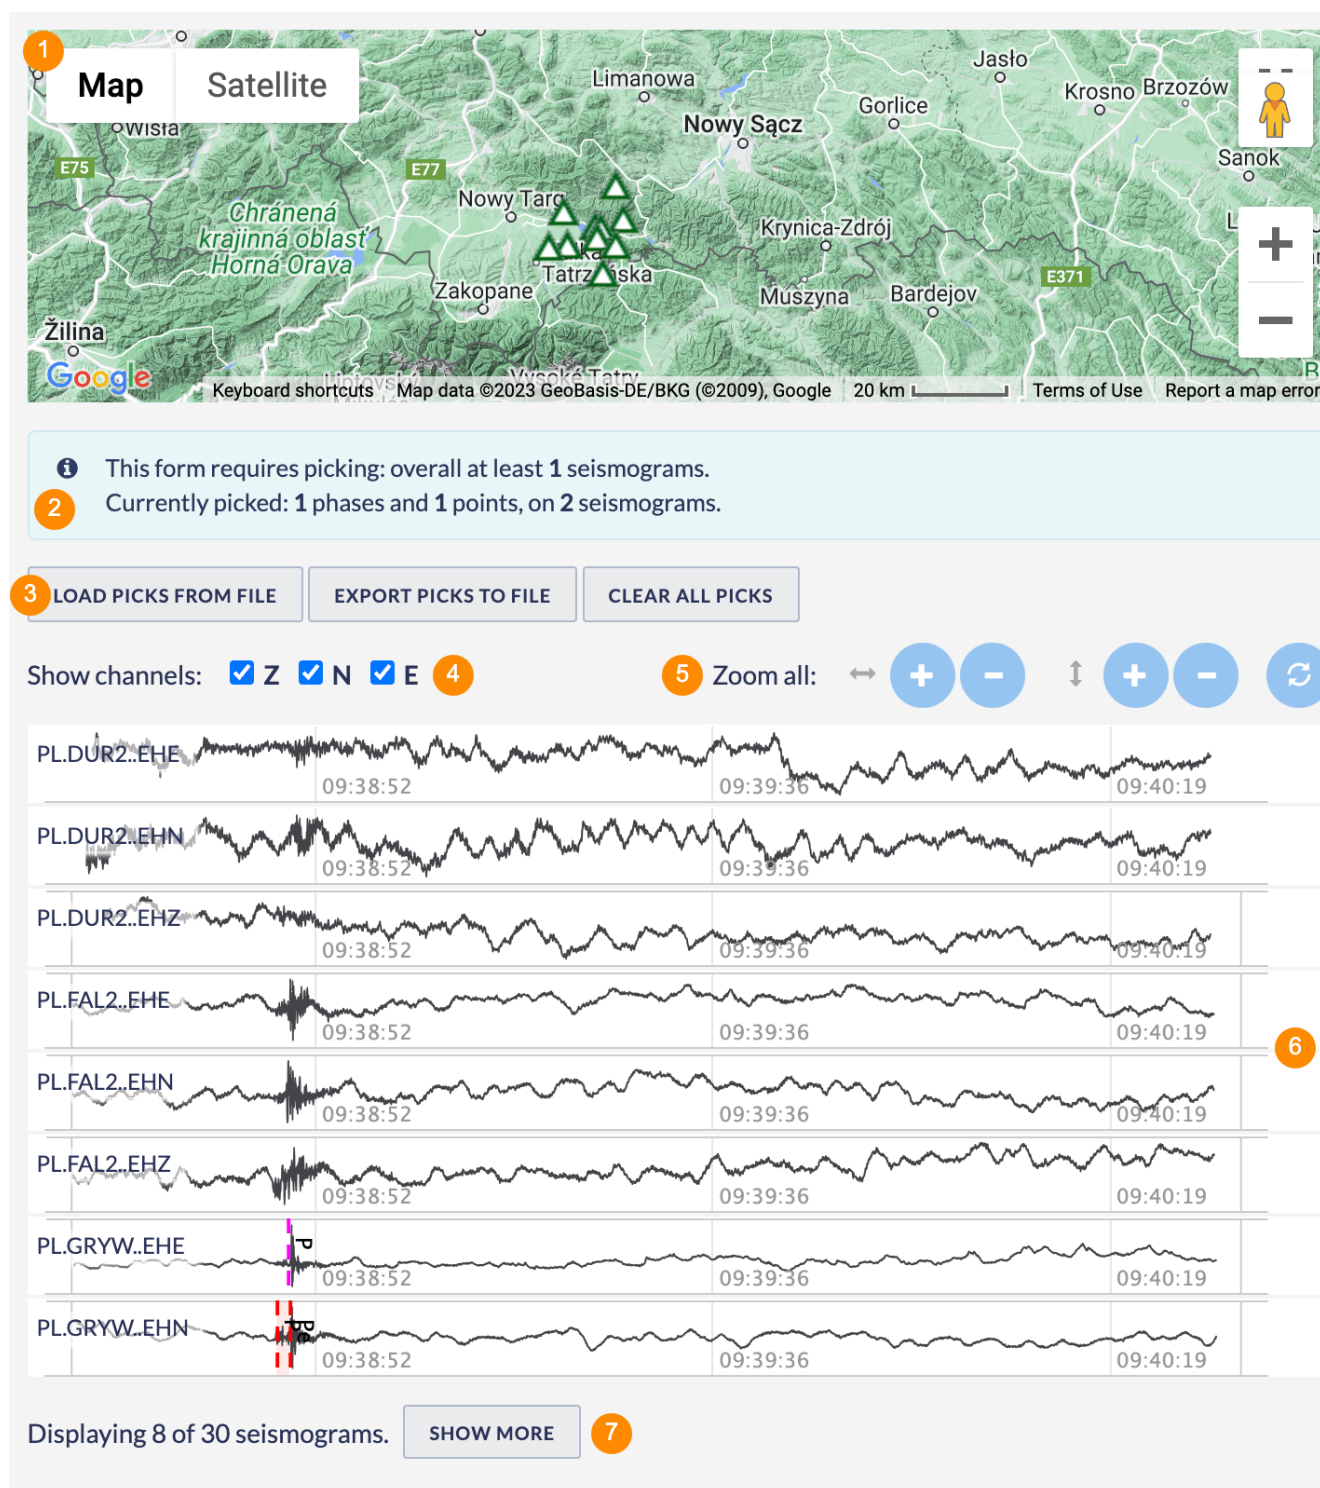 1
Map Satellite
Limanowa
Jasło
Krosno
Brzozów
Gorlice
Nowy Sącz
Wisła
E75
E77
Sanok
Nowy Targ
Chránená
krajinná oblasť
Horná Orava
Krynica-Zdrój
Tatrzańska
Zakopane
Muszyna
Bardejov
E371
Žilina
Google
Vysoké Tatry
Keyboard shortcuts Map data ©2023 GeoBasis-DE/BKG (©2009), Google 20 km Terms of Use Report a map error
This form requires picking: overall at least 1 seismograms.
2 Currently picked: 1 phases and 1 points, on 2 seismograms.
3 LOAD PICKS FROM FILE EXPORT PICKS TO FILE CLEAR ALL PICKS
Show channels: Z N E 4 5 Zoom all:
PL.DUR2..EHE
09:38:52 09:39:36 09:40:19
PL.DUR2..EHN
09:38:52 09:39:36 09:40:19
PL.DUR2..EHZ
09:38:52 09:39:36 09:40:19
PL.FAL2..EHE
09:38:52 09:39:36 09:40:19
6
PL.FAL2..EHN
09:38:52 09:39:36 09:40:19
PL.FAL2..EHZ
09:38:52 09:39:36 09:40:19
PL.GRYW..EHE P
09:38:52 09:39:36 09:40:19
PL.GRYW..EHN
09:38:52 09:39:36 09:40:19
Displaying 8 of 30 seismograms. SHOW MORE 7